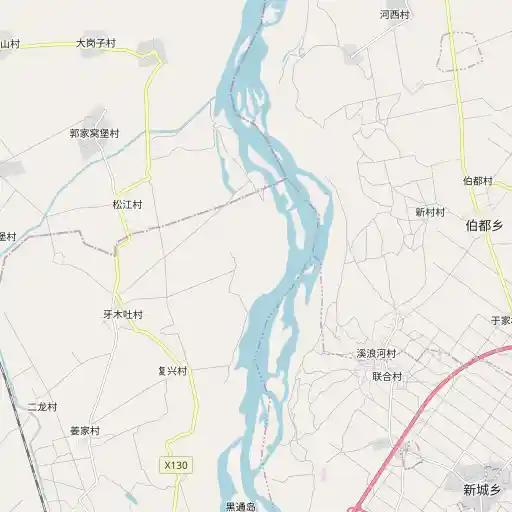 河西村
山村
大岗子村
郭家窝堡村
伯都村
松江村
新村村
伯都乡
堡村
牙木吐村
于家
溪浪河村
复兴村
联合村
二龙村
姜家村
X130
新城乡
黑通岛